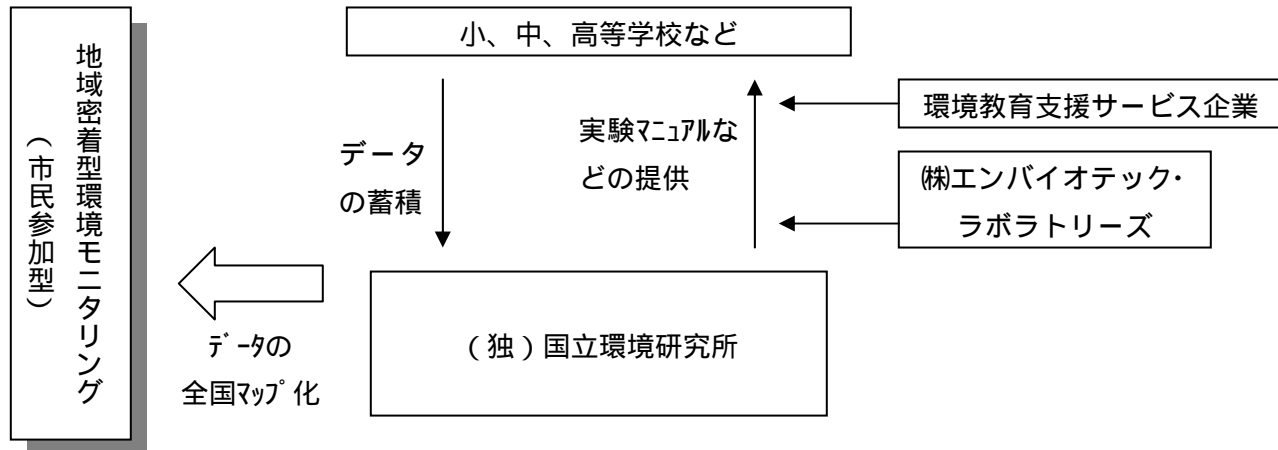 地域密着型環境モニタリング
（市民参加型）
小、中、高等学校など
データ
の蓄積
実験ﾏﾆｭｱﾙな
どの提供
環境教育支援サービス企業
㈱エンバイオテック・
ラボラトリーズ
ﾃﾞｰﾀの
全国ﾏｯﾌﾟ化
（独）国立環境研究所